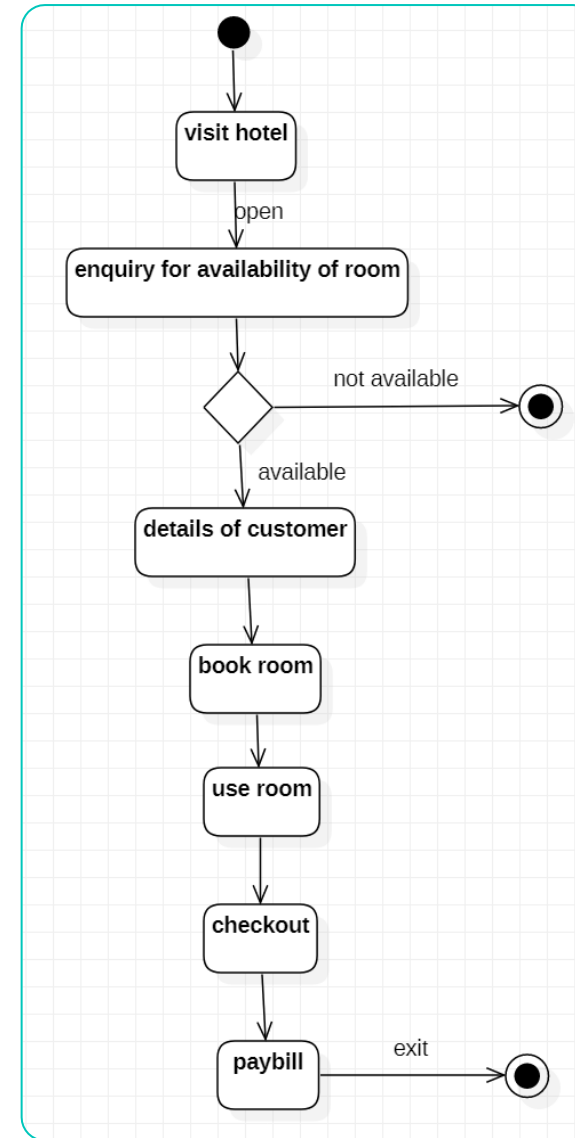 visit hotel
open
enquiry for availability of room
not available
available
details of customer
book room
use room
checkout
paybill
exit